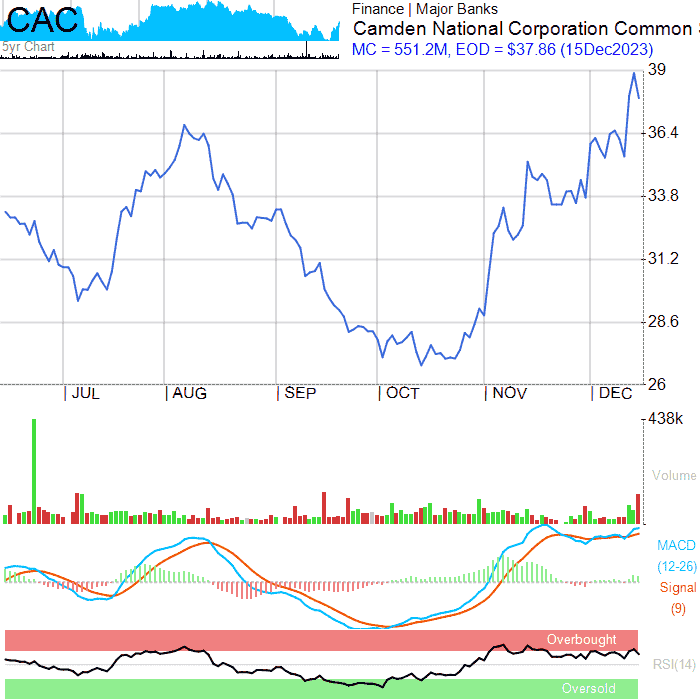 CAC
5yr Chart
Finance | Major Banks
Camden National Corporation Common
MC = 551.2M, EOD = $37.86 (15Dec2023)
39
36.4
33.8
31.2
28.6
26
JUL
AUG
SEP
OCT
NOV
DEC
438k
Volume
MACD
(12-26)
Signal
(9)
Overbought
RSI(14)
Oversold